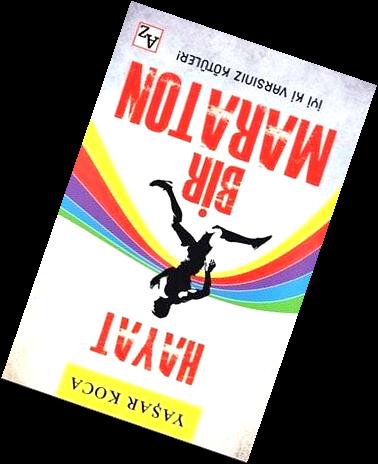 YAŞAR KOCA
HAYAT
BİR
MARATON
İYİ Kİ VARSINIZ KÖTÜLER!
AZ